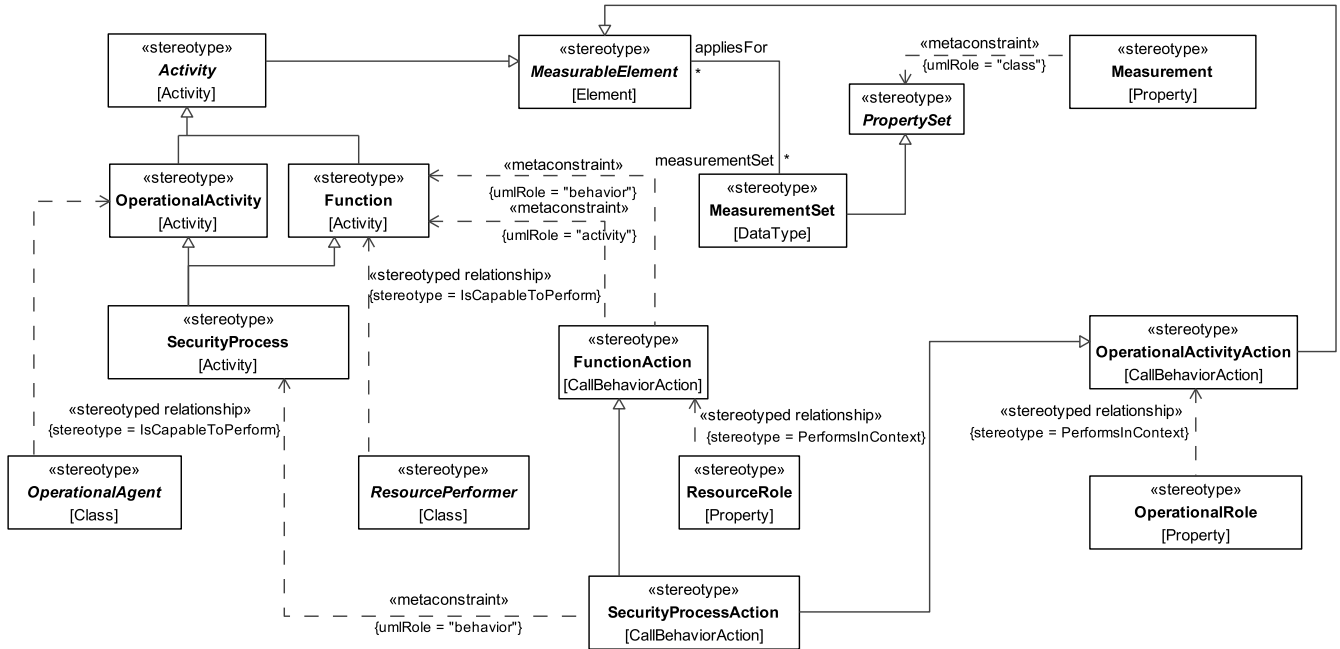 «stereotype»
Activity
[Activity]
«stereotype»
MeasurableElement
[Element]
appliesFor
*
«metaconstraint»
{umlRole = "class"}
«stereotype»
Measurement
[Property]
«stereotype»
PropertySet
«stereotype»
OperationalActivity
[Activity]
«stereotype»
Function
[Activity]
«metaconstraint»
{umlRole = "behavior"}
«metaconstraint»
{umlRole = "activity"}
measurementSet
*
«stereotype»
MeasurementSet
[DataType]
«stereotyped relationship»
{stereotype = IsCapableToPerform}
«stereotype»
SecurityProcess
[Activity]
«stereotype»
FunctionAction
[CallBehaviorAction]
«stereotype»
OperationalActivityAction
[CallBehaviorAction]
«stereotyped relationship»
{stereotype = IsCapableToPerform}
«stereotyped relationship»
{stereotype = PerformsInContext}
«stereotyped relationship»
{stereotype = PerformsInContext}
«stereotype»
OperationalAgent
[Class]
«stereotype»
ResourcePerformer
[Class]
«stereotype»
ResourceRole
[Property]
«stereotype»
OperationalRole
[Property]
«metaconstraint»
{umlRole = "behavior"}
«stereotype»
SecurityProcessAction
[CallBehaviorAction]